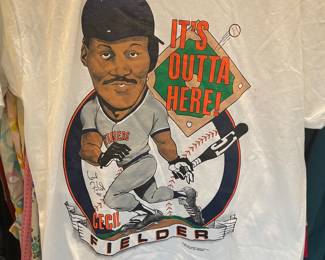 IT'S
OUTTA
HERE!
CECIL
FIELDER